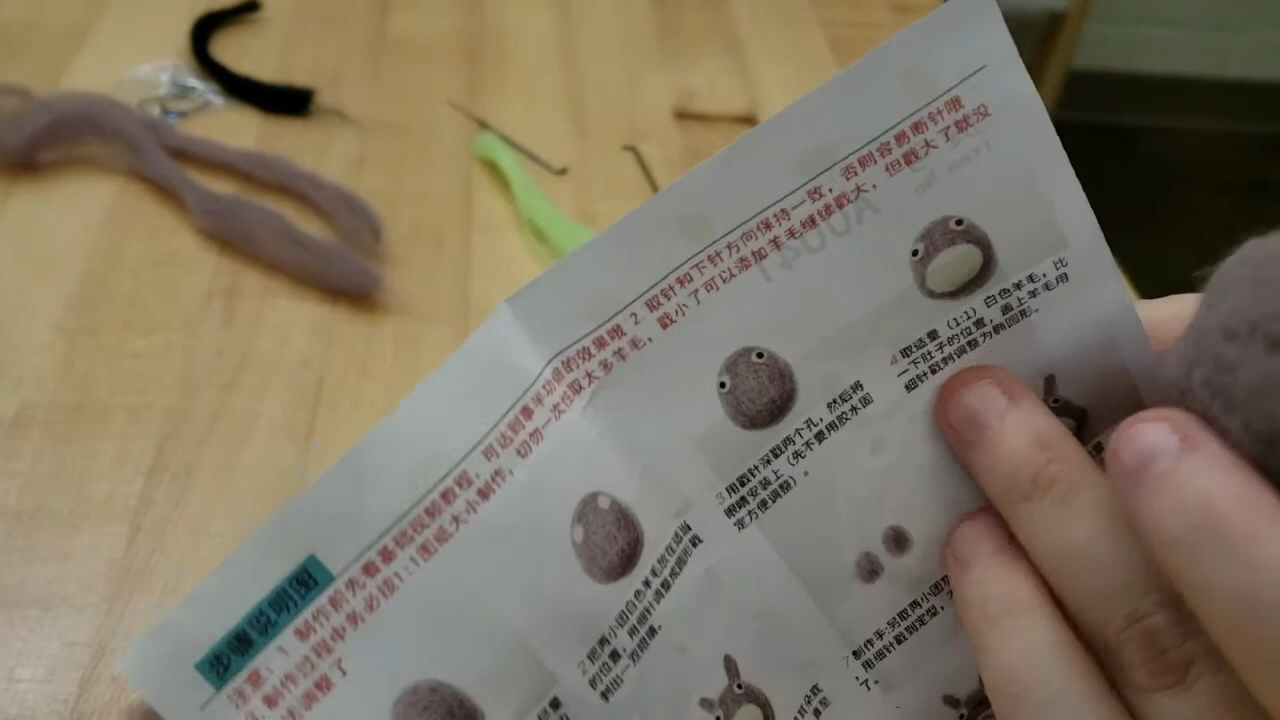 步骤说明图
注意：1. 制作前先看基础视频教程，可达到事半功倍的效果哦 2. 取针和下针方向保持一致，否则容易断针哦
3. 制作过程中务必按1:1图纸大小制作，切勿一次性取太多羊毛，戳小了可以添加羊毛继续戳大，但戳大了就没
法调整了
2 把两小团白色羊毛放在适当
的位置，用细针调整成圆形戳
刺出一双眼睛。
3 用戳针深戳两个孔，然后将
眼睛安装上（先不要用胶水固
定方便调整）。
4 取适量（1:1）白色羊毛，比
一下肚子的位置，盖上羊毛用
细针戳刺调整为椭圆形。
7 制作手:另取两小团
用细针戳到定型，
了。